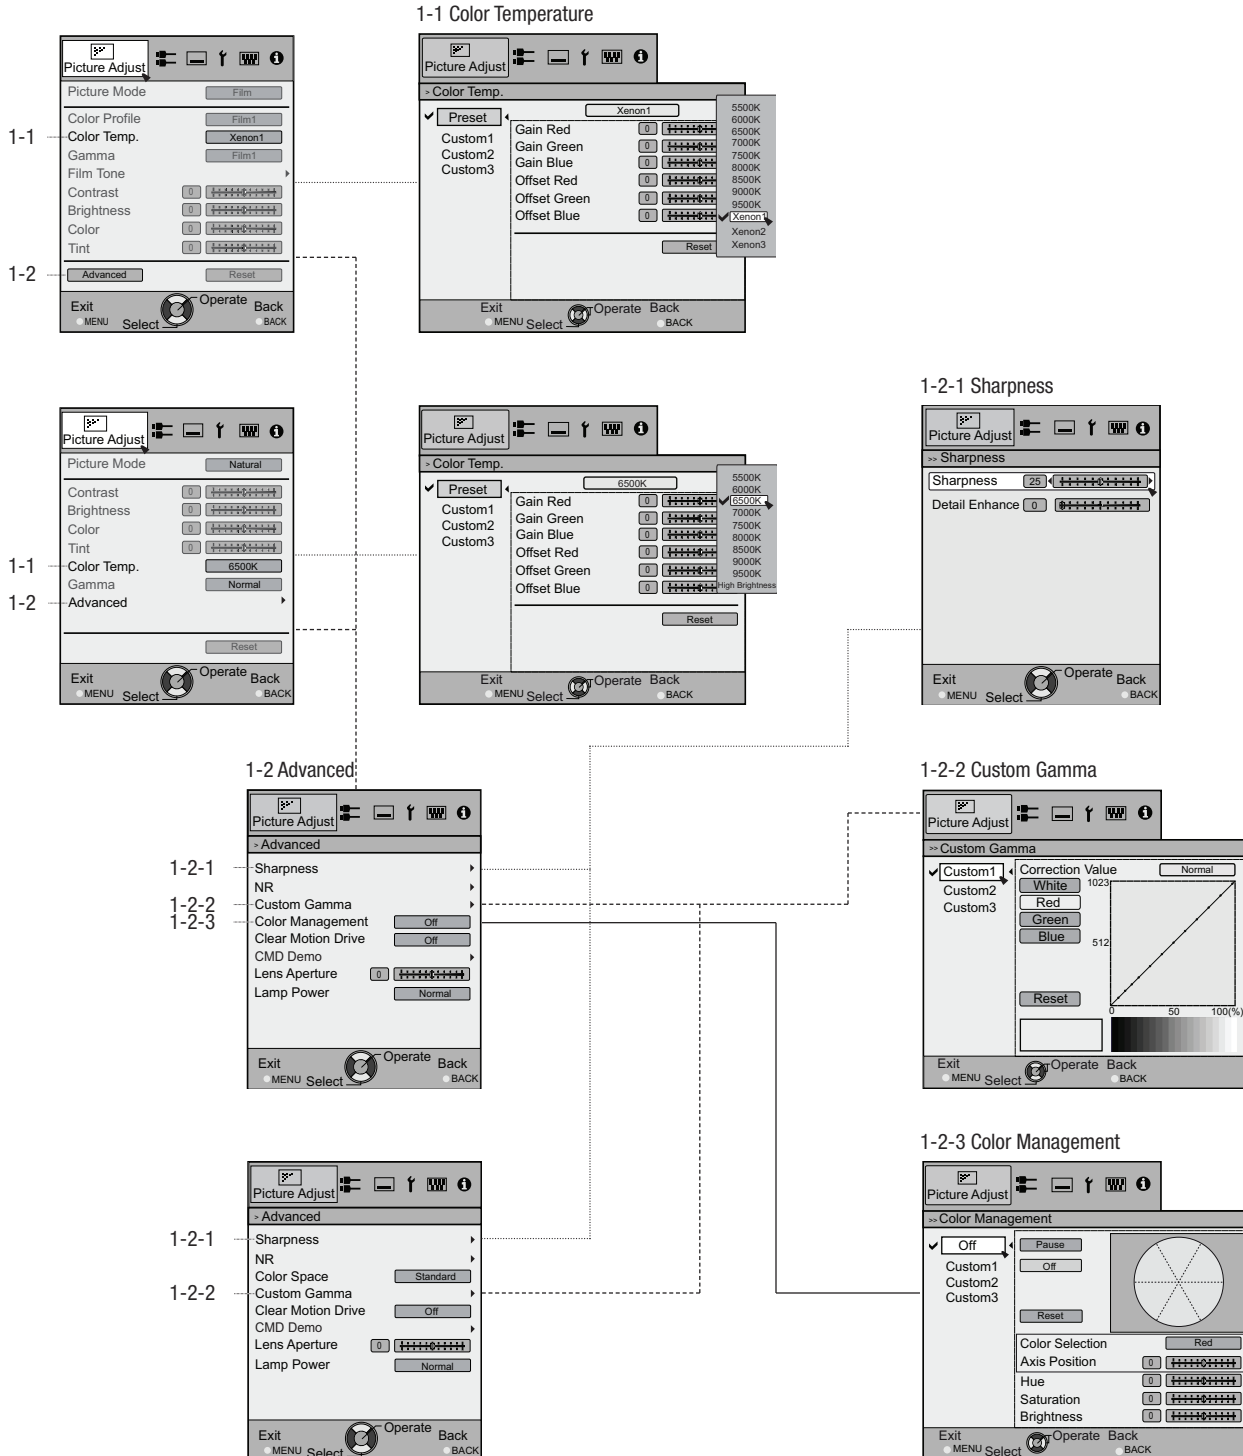 1-1 Color Temperature
Picture Adjust
Picture Mode Film
Color Profile Film1
1-1 Color Temp. Xenon1
Gamma Film1
Film Tone
Contrast 0
Brightness 0
Color 0
Tint 0
1-2 Advanced Reset
Exit Operate Back
MENU Select BACK
Picture Adjust
> Color Temp.
Preset Xenon1
Custom1
Custom2
Custom3
Gain Red 0
Gain Green 0
Gain Blue 0
Offset Red 0
Offset Green 0
Offset Blue 0
Reset
5500K
6000K
6500K
7000K
7500K
8000K
8500K
9000K
9500K
Xenon1
Xenon2
Xenon3
Exit Operate Back
MENU Select BACK
Picture Adjust
Picture Mode Natural
Contrast 0
Brightness 0
Color 0
Tint 0
1-1 Color Temp. 6500K
Gamma Normal
1-2 Advanced
Reset
Exit Operate Back
MENU Select BACK
Picture Adjust
> Color Temp.
Preset 6500K
Custom1
Custom2
Custom3
Gain Red 0
Gain Green 0
Gain Blue 0
Offset Red 0
Offset Green 0
Offset Blue 0
Reset
5500K
6000K
6500K
7000K
7500K
8000K
8500K
9000K
9500K
High Brightness
Exit Operate Back
MENU Select BACK
1-2-1 Sharpness
Picture Adjust
>> Sharpness
Sharpness 25
Detail Enhance 0
Exit Operate Back
MENU Select BACK
1-2 Advanced
Picture Adjust
> Advanced
1-2-1 Sharpness
NR
1-2-2 Custom Gamma
1-2-3 Color Management Off
Clear Motion Drive Off
CMD Demo
Lens Aperture 0
Lamp Power Normal
Exit Operate Back
MENU Select BACK
1-2-2 Custom Gamma
Picture Adjust
>> Custom Gamma
Custom1
Custom2
Custom3
Correction Value Normal
White 1023
Red
Green
Blue 512
Reset
0 50 100(%)
Exit Operate Back
MENU Select BACK
Picture Adjust
> Advanced
1-2-1 Sharpness
NR
Color Space Standard
1-2-2 Custom Gamma
Clear Motion Drive Off
CMD Demo
Lens Aperture 0
Lamp Power Normal
Exit Operate Back
MENU Select BACK
1-2-3 Color Management
Picture Adjust
>> Color Management
Off Pause
Custom1 Off
Custom2
Custom3
Reset
Color Selection Red
Axis Position 0
Hue 0
Saturation 0
Brightness 0
Exit Operate Back
MENU Select BACK